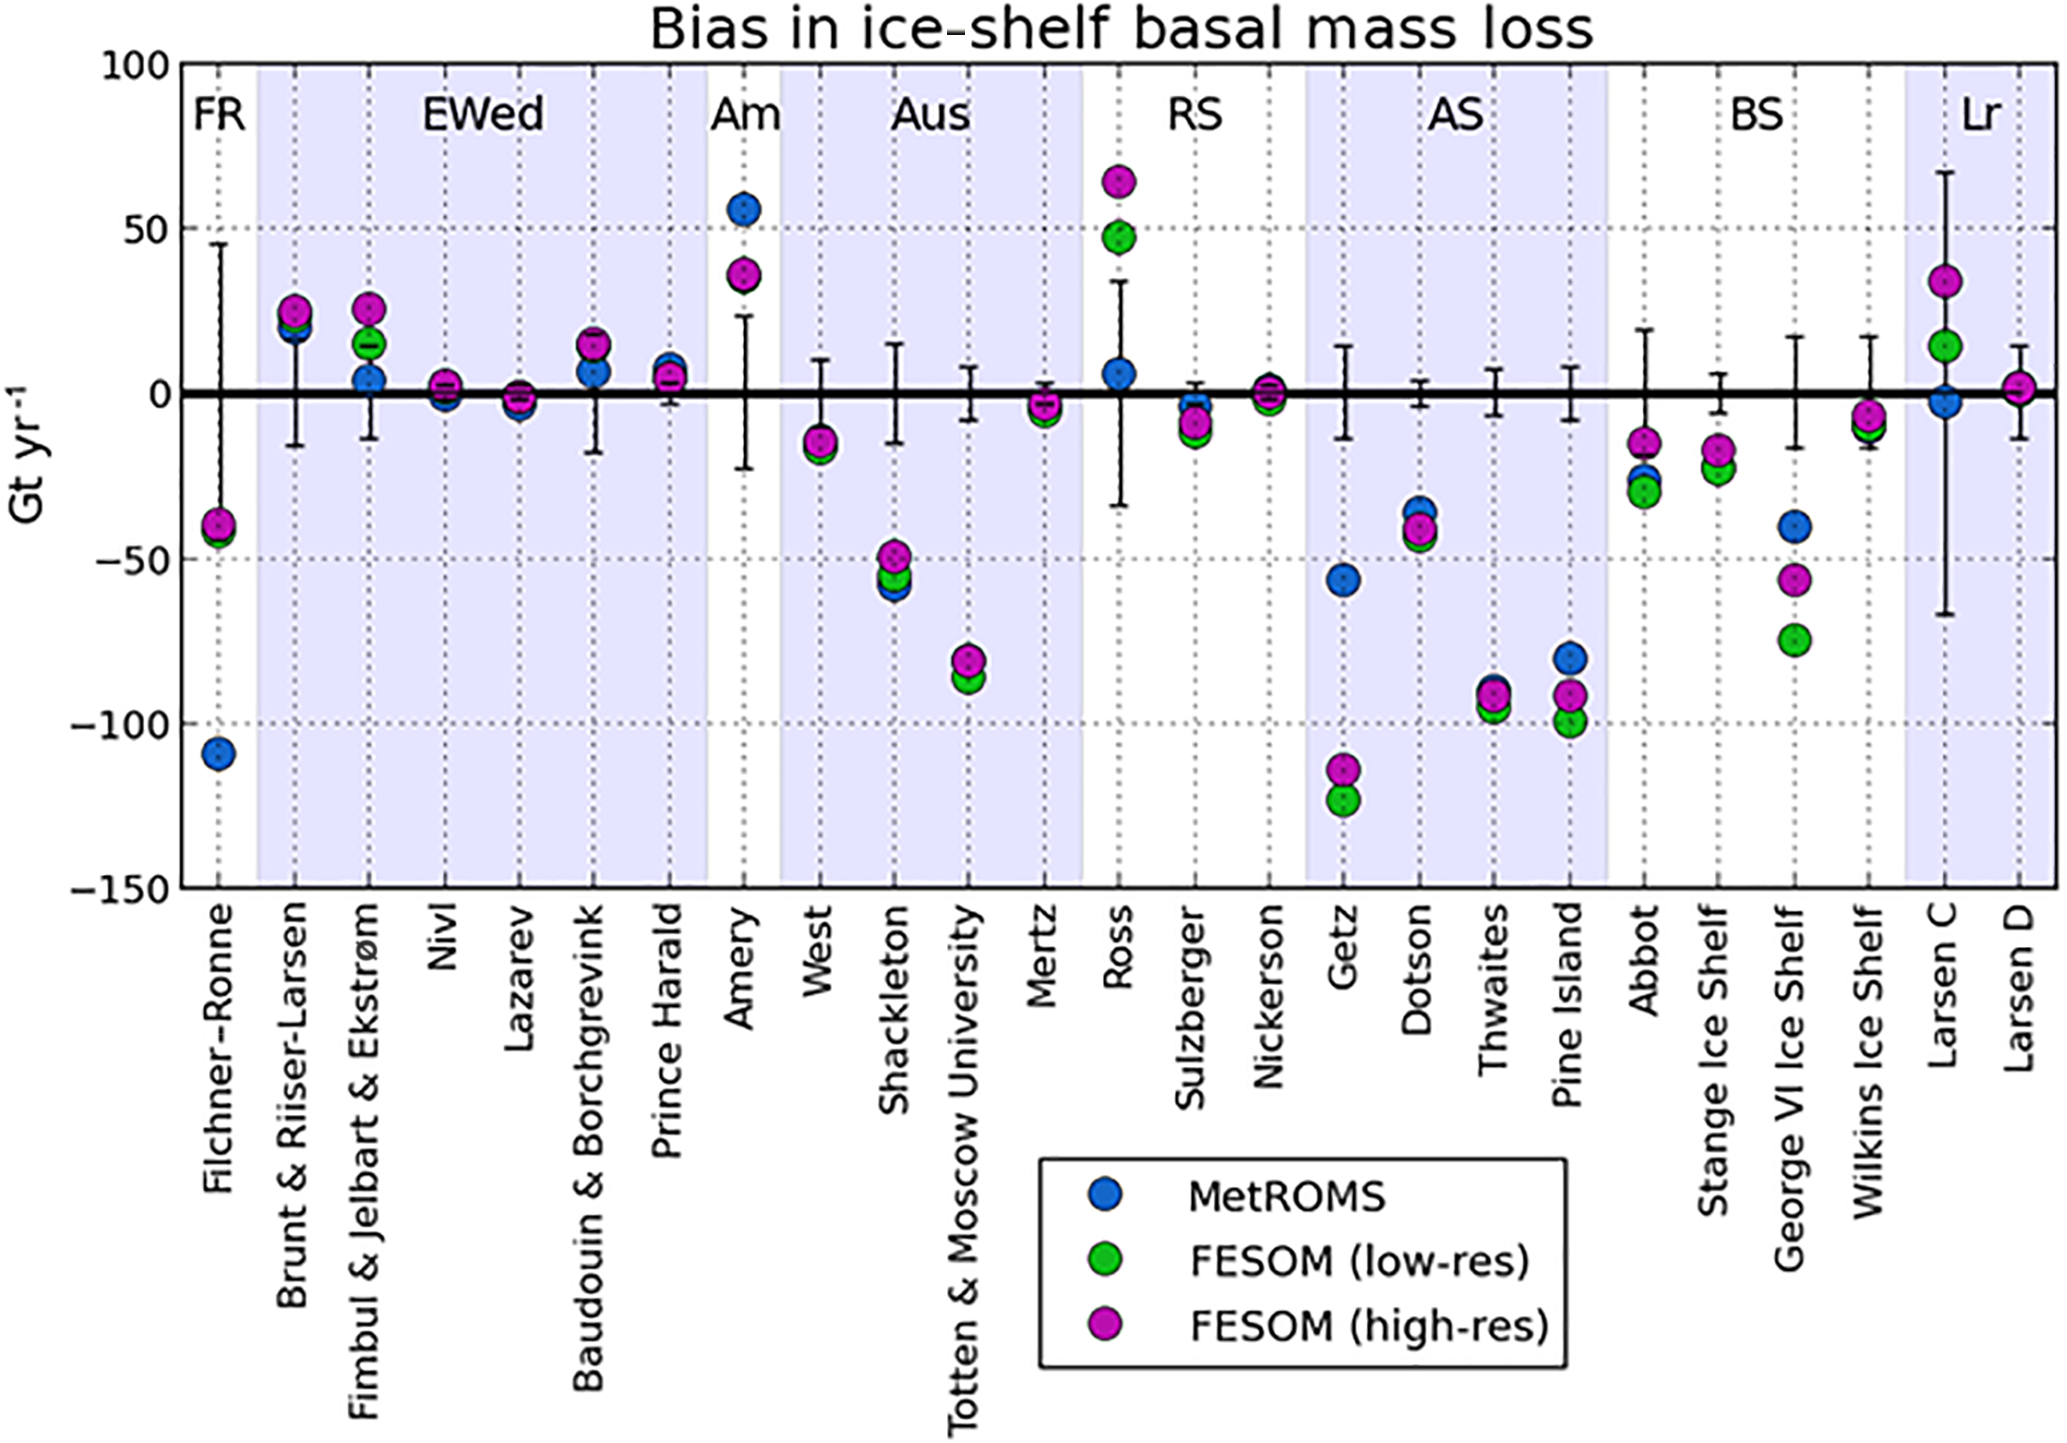 Bias in ice-shelf basal mass loss
100
50
0
−50
−100
−150
Gt yr⁻¹
FR
EWed
Am
Aus
RS
AS
BS
Lr
Filchner-Ronne
Brunt & Riiser-Larsen
Fimbul & Jelbart & Ekstrøm
Nivl
Lazarev
Baudouin & Borchgrevink
Prince Harald
Amery
West
Shackleton
Totten & Moscow University
Mertz
Ross
Sulzberger
Nickerson
Getz
Dotson
Thwaites
Pine Island
Abbot
Stange Ice Shelf
George VI Ice Shelf
Wilkins Ice Shelf
Larsen C
Larsen D
MetROMS
FESOM (low-res)
FESOM (high-res)